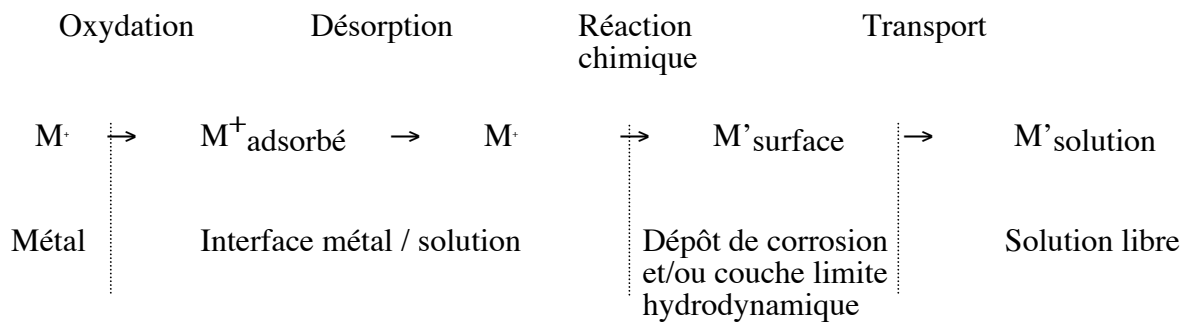 Oxydation Désorption Réaction chimique Transport
M+ → M+ adsorbé → M+ → M’surface → M’solution
Métal Interface métal / solution Dépôt de corrosion et/ou couche limite hydrodynamique Solution libre